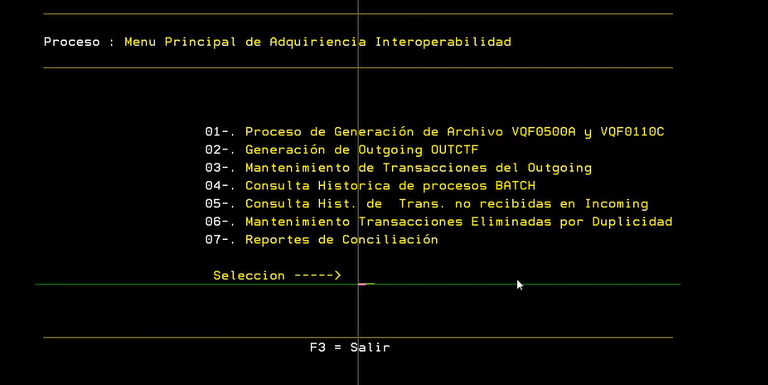 Proceso : Menu Principal de Adquiriencia Interoperabilidad
01-. Proceso de Generación de Archivo VQF0500A y VQF0110C
02-. Generación de Outgoing OUTCTF
03-. Mantenimiento de Transacciones del Outgoing
04-. Consulta Historica de procesos BATCH
05-. Consulta Hist. de  Trans. no recibidas en Incoming
06-. Mantenimiento Transacciones Eliminadas por Duplicidad
07-. Reportes de Conciliación
Seleccion ----->
F3 = Salir